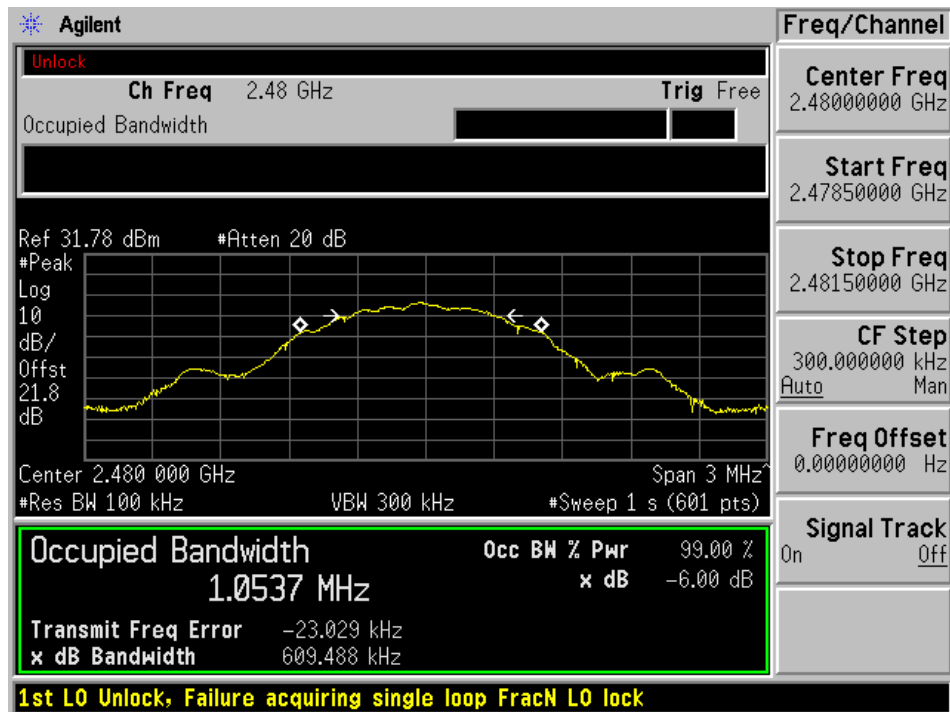 Agilent
Freq/Channel
Unlock
Ch Freq 2.48 GHz Trig Free
Occupied Bandwidth
Center Freq
2.48000000 GHz
Start Freq
2.47850000 GHz
Stop Freq
2.48150000 GHz
CF Step
300.000000 kHz
Auto Man
Freq Offset
0.00000000 Hz
Signal Track
On Off
Ref 31.78 dBm #Atten 20 dB
#Peak
Log
10
dB/
Offst
21.8
dB
Center 2.480 000 GHz Span 3 MHz^
#Res BW 100 kHz VBW 300 kHz #Sweep 1 s (601 pts)
Occupied Bandwidth Occ BW % Pwr 99.00 %
1.0537 MHz x dB -6.00 dB
Transmit Freq Error -23.029 kHz
x dB Bandwidth 609.488 kHz
1st LO Unlock, Failure acquiring single loop FracN LO lock